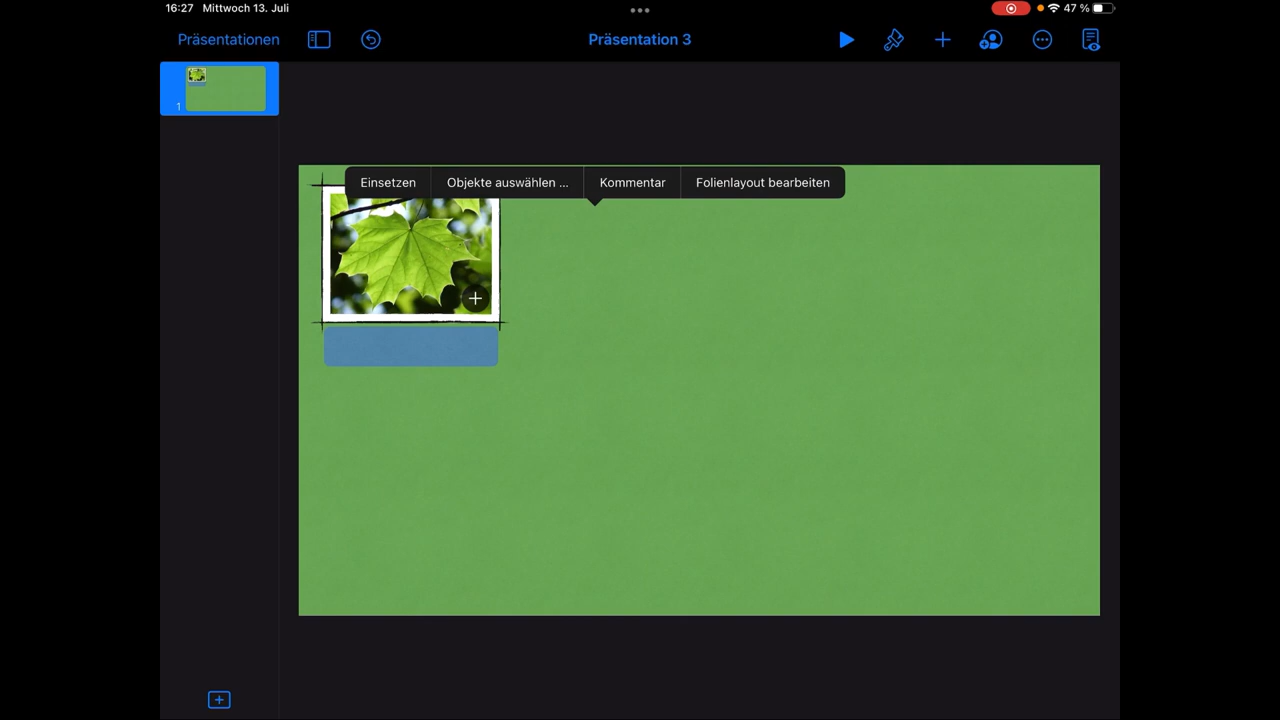 16:27 Mittwoch 13. Juli
47 %
Präsentationen
Präsentation 3
1
Einsetzen
Objekte auswählen ...
Kommentar
Folienlayout bearbeiten